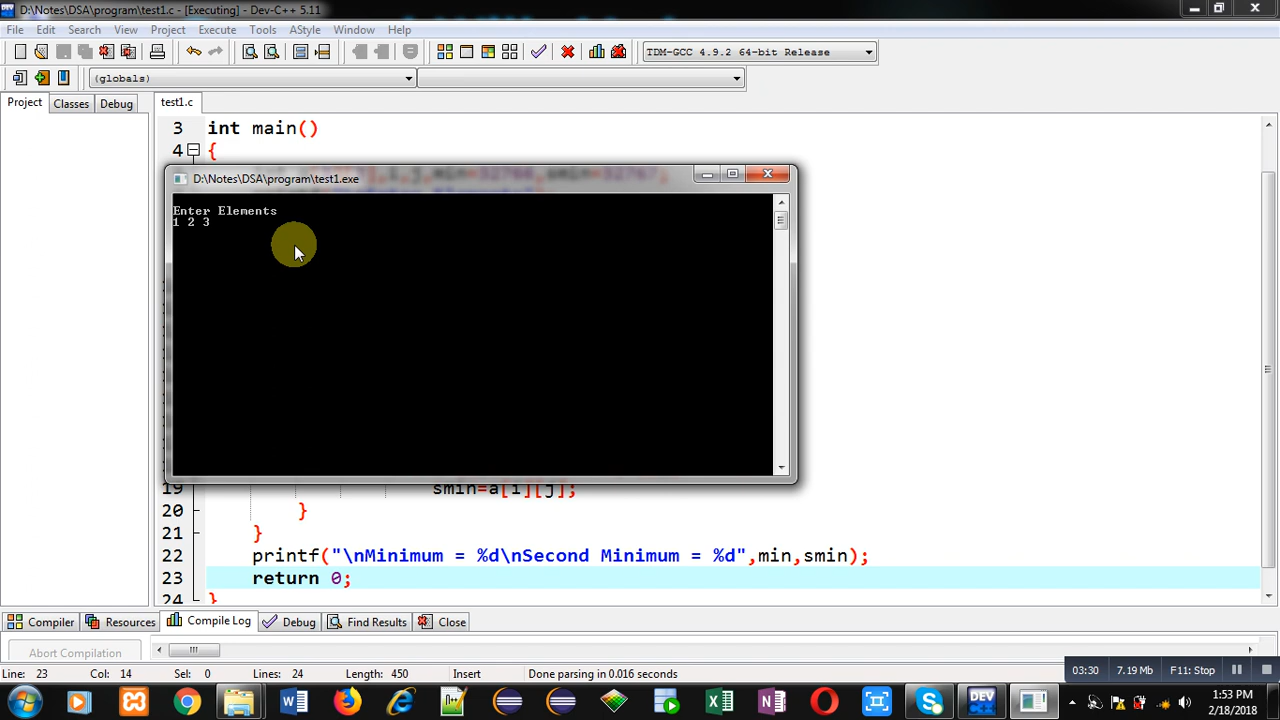 D:\Notes\DSA\program\test1.c - [Executing] - Dev-C++ 5.11
File Edit Search View Project Execute Tools AStyle Window Help
TDM-GCC 4.9.2 64-bit Release
(globals)
Project Classes Debug
test1.c
3 int main()
4 {
D:\Notes\DSA\program\test1.exe
Enter Elements
1 2 3
19 smin=a[i][j];
20 }
21 }
22 printf("\nMinimum = %d\nSecond Minimum = %d",min,smin);
23 return 0;
24 }
Compiler Resources Compile Log Debug Find Results Close
Abort Compilation
Line: 23 Col: 14 Sel: 0 Lines: 24 Length: 450 Insert Done parsing in 0.016 seconds
03:30 7.19 Mb F11: Stop
DEV
1:53 PM
2/18/2018